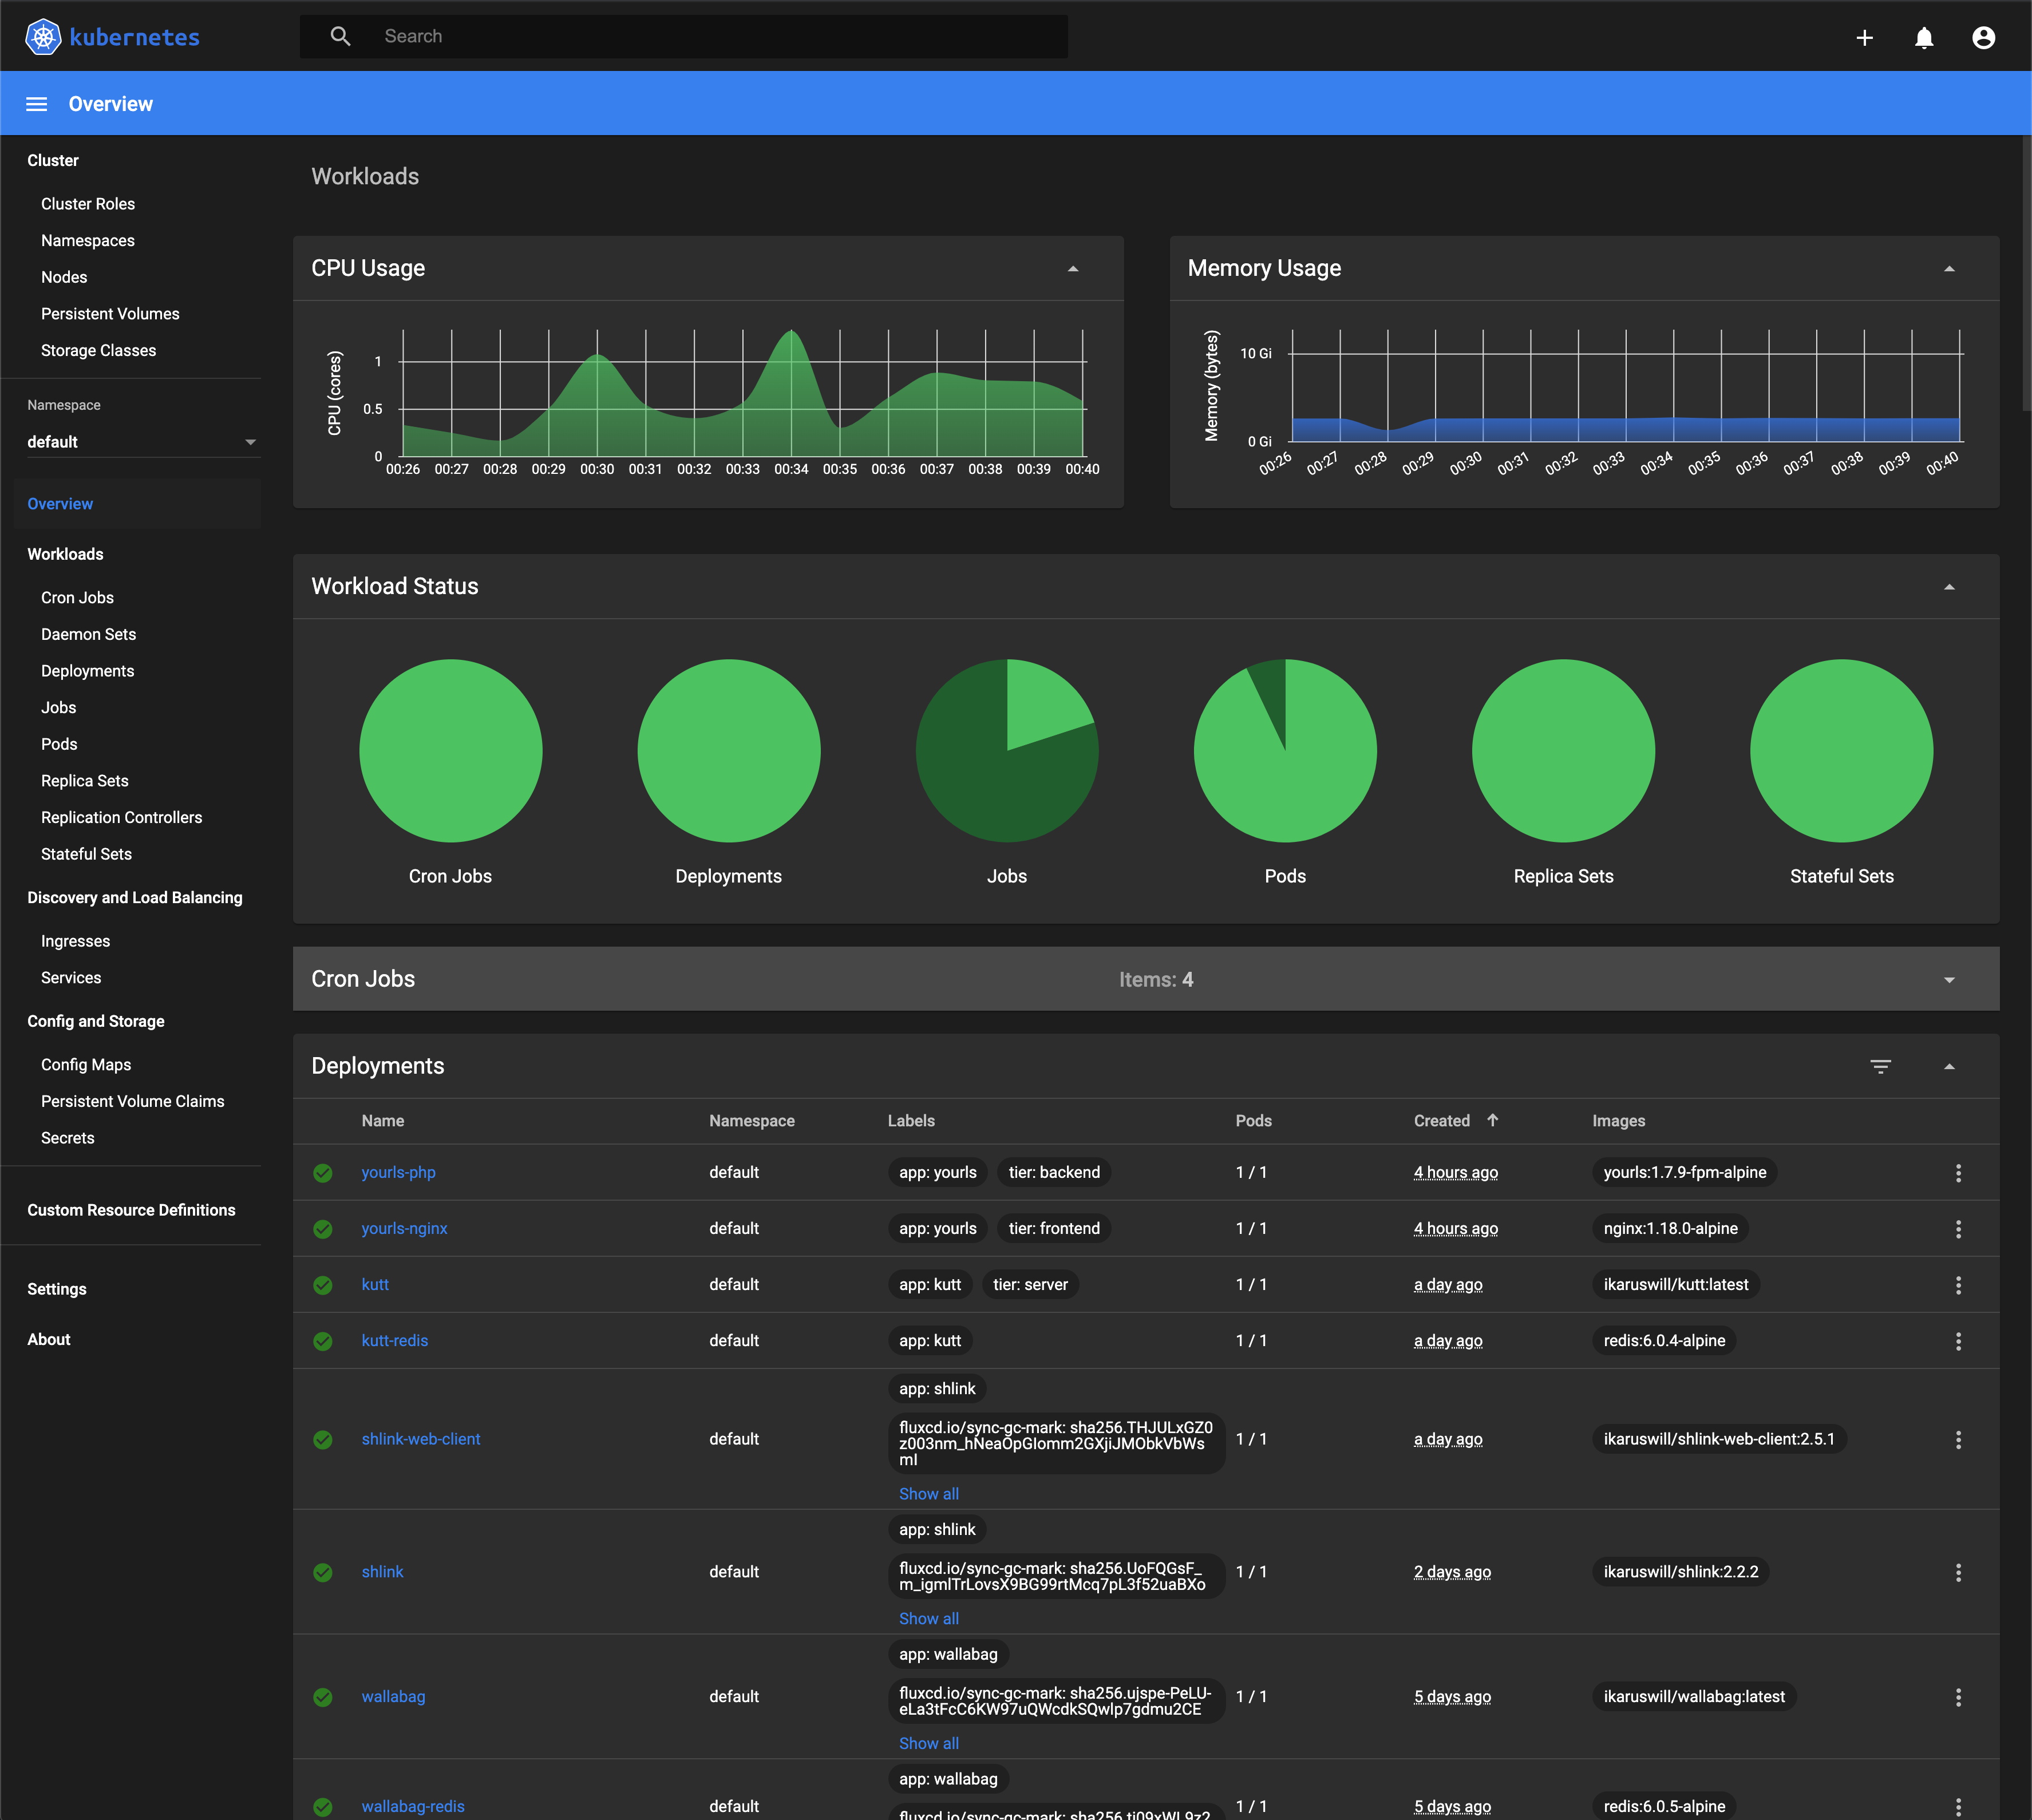 kubernetes
Search
Overview
Cluster
Cluster Roles
Namespaces
Nodes
Persistent Volumes
Storage Classes
Namespace
default
Overview
Workloads
Cron Jobs
Daemon Sets
Deployments
Jobs
Pods
Replica Sets
Replication Controllers
Stateful Sets
Discovery and Load Balancing
Ingresses
Services
Config and Storage
Config Maps
Persistent Volume Claims
Secrets
Custom Resource Definitions
Settings
About
Workloads
CPU Usage
CPU (cores)
1
0.5
0
00:26 00:27 00:28 00:29 00:30 00:31 00:32 00:33 00:34 00:35 00:36 00:37 00:38 00:39 00:40
Memory Usage
Memory (bytes)
10 Gi
0 Gi
00:26 00:27 00:28 00:29 00:30 00:31 00:32 00:33 00:34 00:35 00:36 00:37 00:38 00:39 00:40
Workload Status
Cron Jobs Deployments Jobs Pods Replica Sets Stateful Sets
Cron Jobs Items: 4
Deployments
Name Namespace Labels Pods Created Images
yourls-php default app: yourls tier: backend 1 / 1 4 hours ago yourls:1.7.9-fpm-alpine
yourls-nginx default app: yourls tier: frontend 1 / 1 4 hours ago nginx:1.18.0-alpine
kutt default app: kutt tier: server 1 / 1 a day ago ikaruswill/kutt:latest
kutt-redis default app: kutt 1 / 1 a day ago redis:6.0.4-alpine
app: shlink
fluxcd.io/sync-gc-mark: sha256.THJULxGZ0
shlink-web-client default z003nm_hNeaOpGlomm2GXjiJMObkVbWs 1 / 1 a day ago ikaruswill/shlink-web-client:2.5.1
mI
Show all
app: shlink
fluxcd.io/sync-gc-mark: sha256.UoFQGsF_
shlink default m_igmlTrLovsX9BG99rtMcq7pL3f52uaBXo 1 / 1 2 days ago ikaruswill/shlink:2.2.2
Show all
app: wallabag
fluxcd.io/sync-gc-mark: sha256.ujspe-PeLU-
wallabag default eLa3tFcC6KW97uQWcdkSQwlp7gdmu2CE 1 / 1 5 days ago ikaruswill/wallabag:latest
Show all
app: wallabag
wallabag-redis default fluxcd.io/sync-gc-mark: 1 / 1 5 days ago redis:6.0.5-alpine